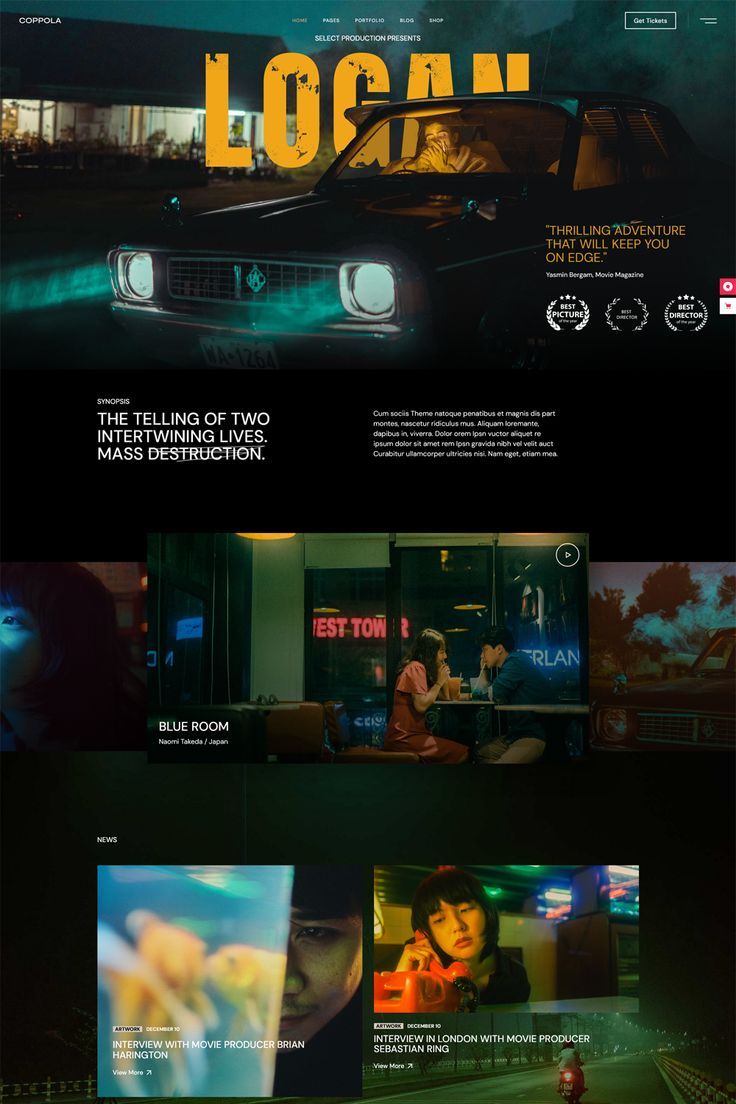 COPPOLA
HOME PAGES PORTFOLIO BLOG SHOP
Get Tickets
SELECT PRODUCTION PRESENTS
LOGAN
"THRILLING ADVENTURE
THAT WILL KEEP YOU
ON EDGE."
Yasmin Bergam, Movie Magazine
BEST
PICTURE
of the year
BEST
DIRECTOR
BEST
DIRECTOR
of the year
WA·1264
SYNOPSIS
THE TELLING OF TWO
INTERTWINING LIVES.
MASS DESTRUCTION.
Cum sociis Theme natoque penatibus et magnis dis part
montes, nascetur ridiculus mus. Aliquam loremante,
dapibus in, viverra. Dolor orem Ipsn vuctor aliquet re
ipsum dolor sit amet rem Ipsn gravida nibh vel velit auct
Curabitur ullamcorper ultricies nisi. Nam eget, etiam mea.
EST TOWER
ERLAN
BLUE ROOM
Naomi Takeda / Japan
NEWS
ARTWORK DECEMBER 10
INTERVIEW WITH MOVIE PRODUCER BRIAN
HARINGTON
View More
ARTWORK DECEMBER 10
INTERVIEW IN LONDON WITH MOVIE PRODUCER
SEBASTIAN RING
View More